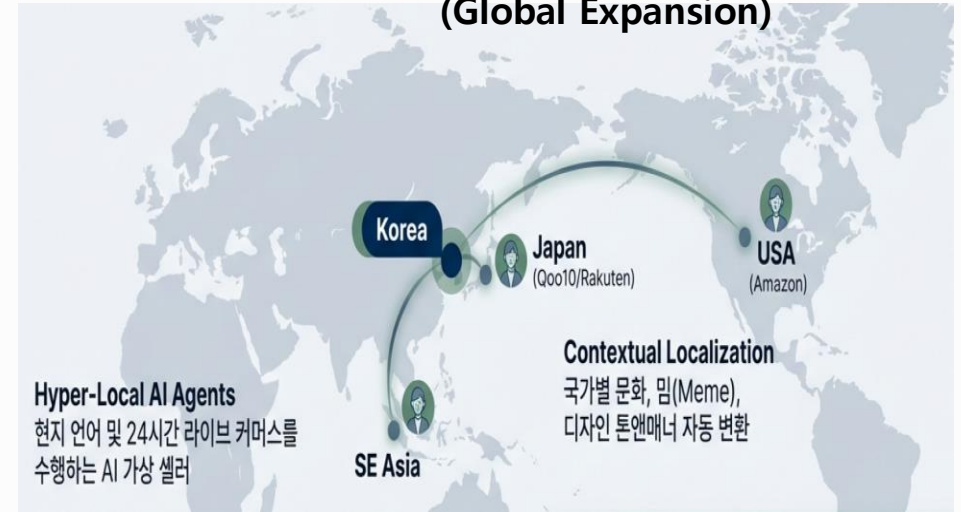 (Global Expansion)
Korea
Japan
(Qoo10/Rakuten)
USA
(Amazon)
Contextual Localization
국가별 문화, 밈(Meme),
디자인 톤앤매너 자동 변환
Hyper-Local AI Agents
현지 언어 및 24시간 라이브 커머스를
수행하는 AI 가상 셀러
SE Asia